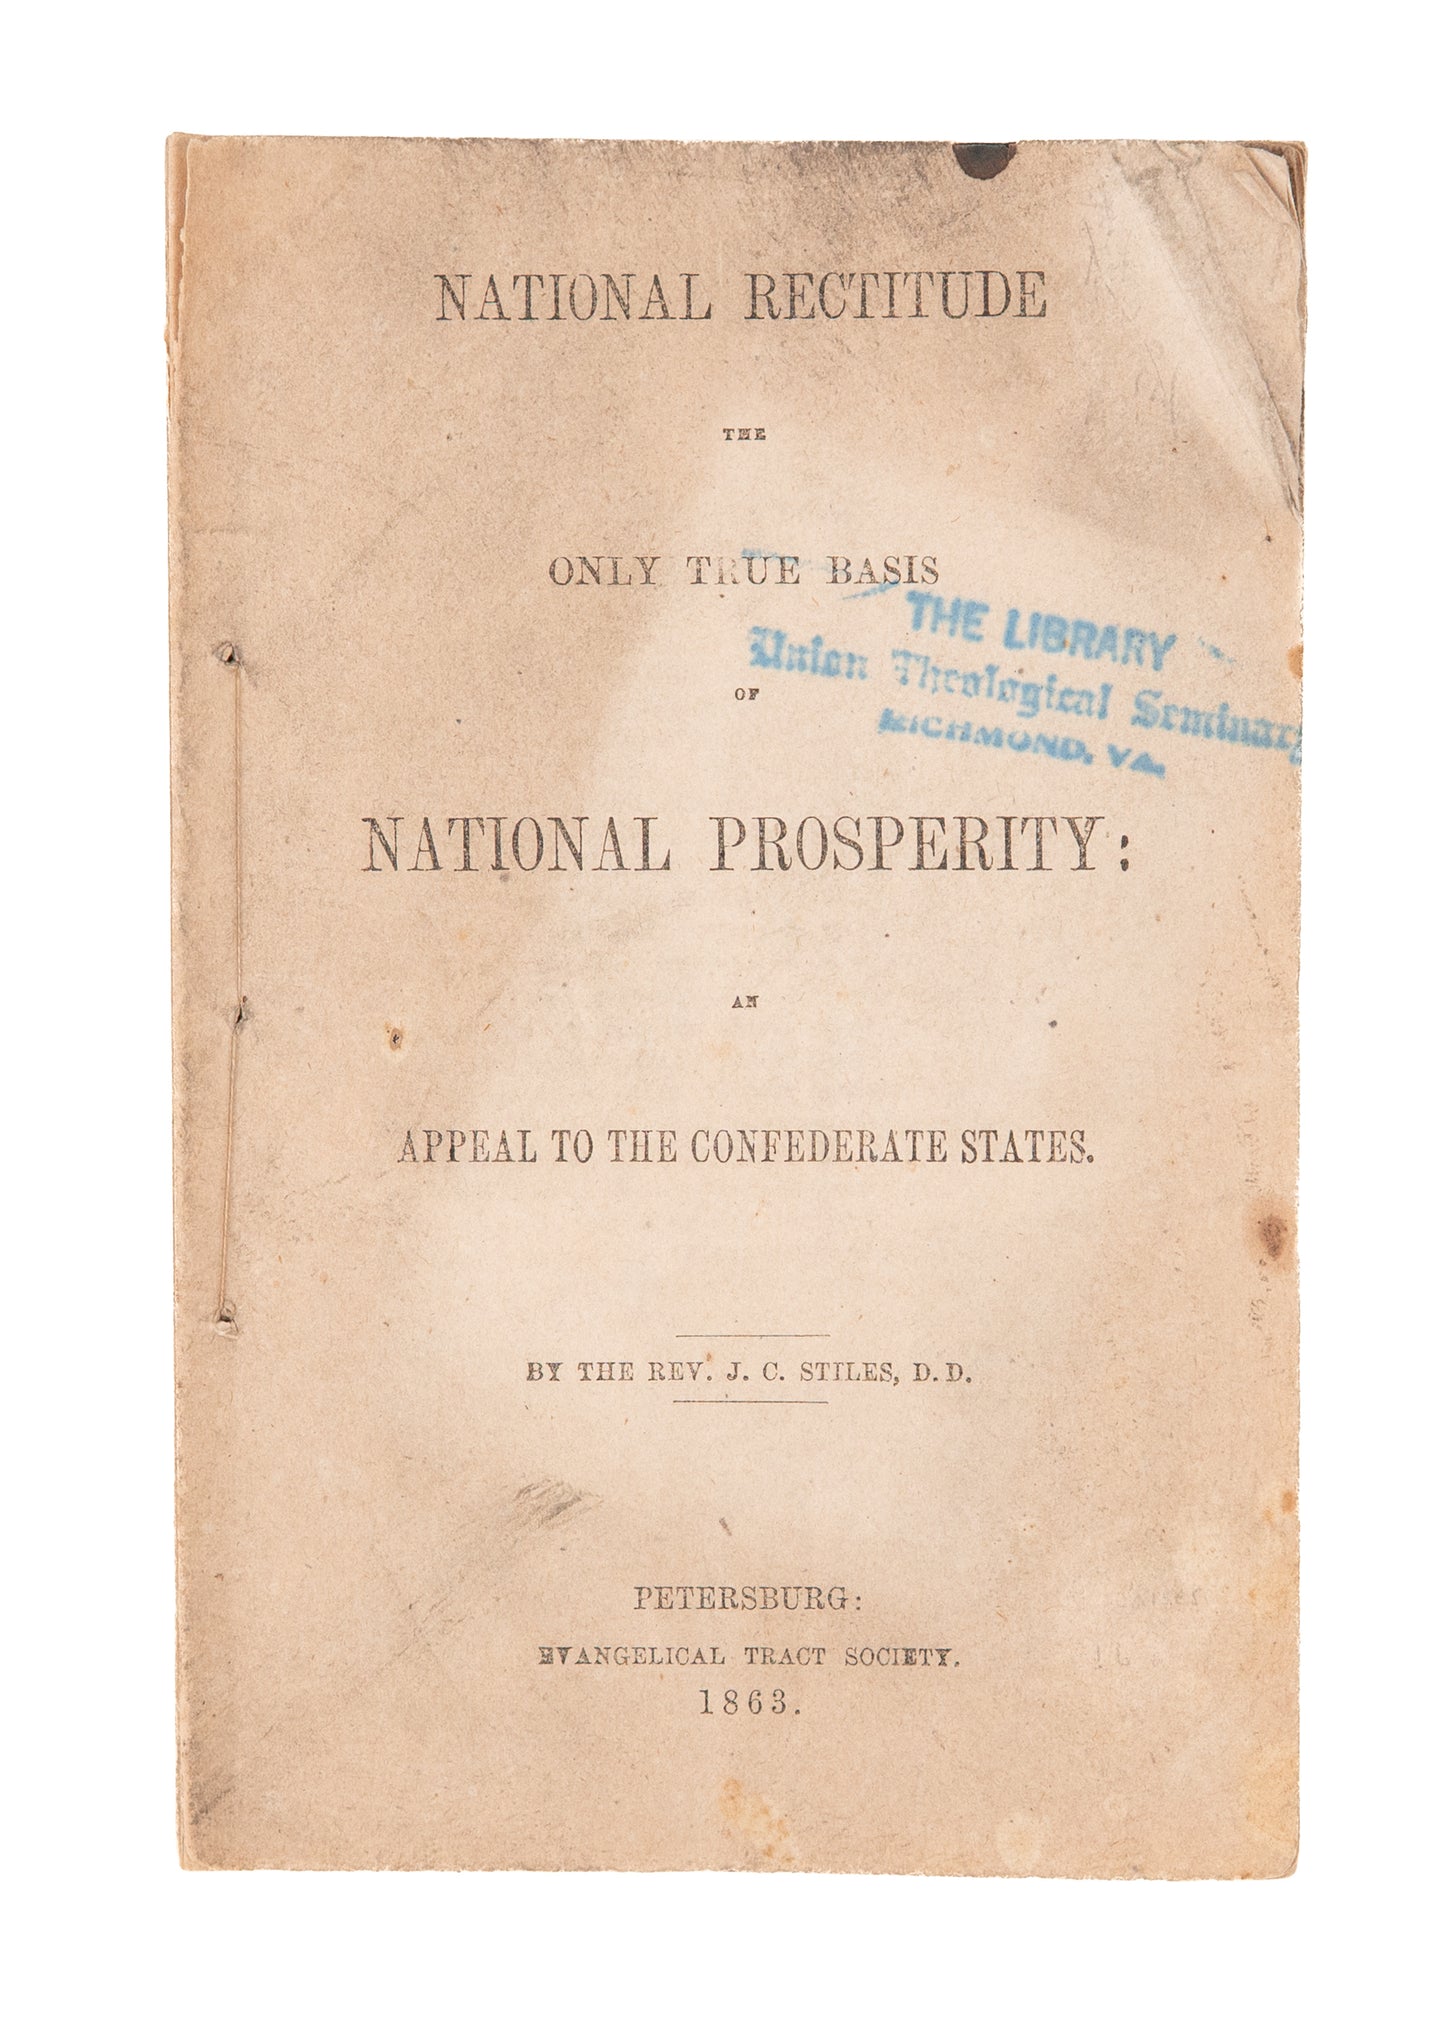 NATIONAL RECTITUDE
THE
ONLY TRUE BASIS
THE LIBRARY
Union Theological Seminary
RICHMOND, VA.
OF
NATIONAL PROSPERITY:
AN
APPEAL TO THE CONFEDERATE STATES.
BY THE REV. J. C. STILES, D. D.
PETERSBURG:
EVANGELICAL TRACT SOCIETY.
1863.